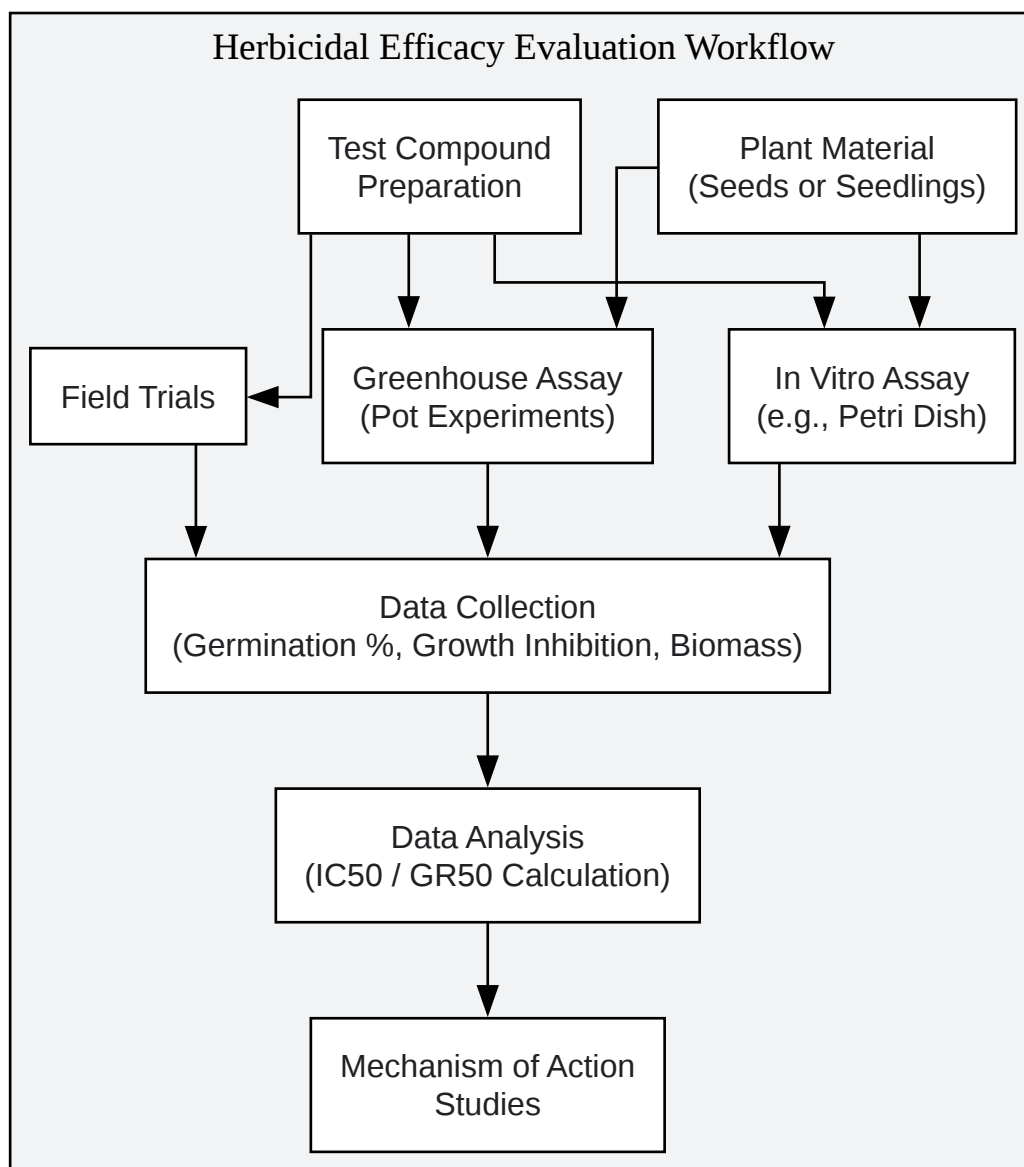 Herbicidal Efficacy Evaluation Workflow
Test Compound
Preparation
Plant Material
(Seeds or Seedlings)
Field Trials
Greenhouse Assay
(Pot Experiments)
In Vitro Assay
(e.g., Petri Dish)
Data Collection
(Germination %, Growth Inhibition, Biomass)
Data Analysis
(IC50 / GR50 Calculation)
Mechanism of Action
Studies